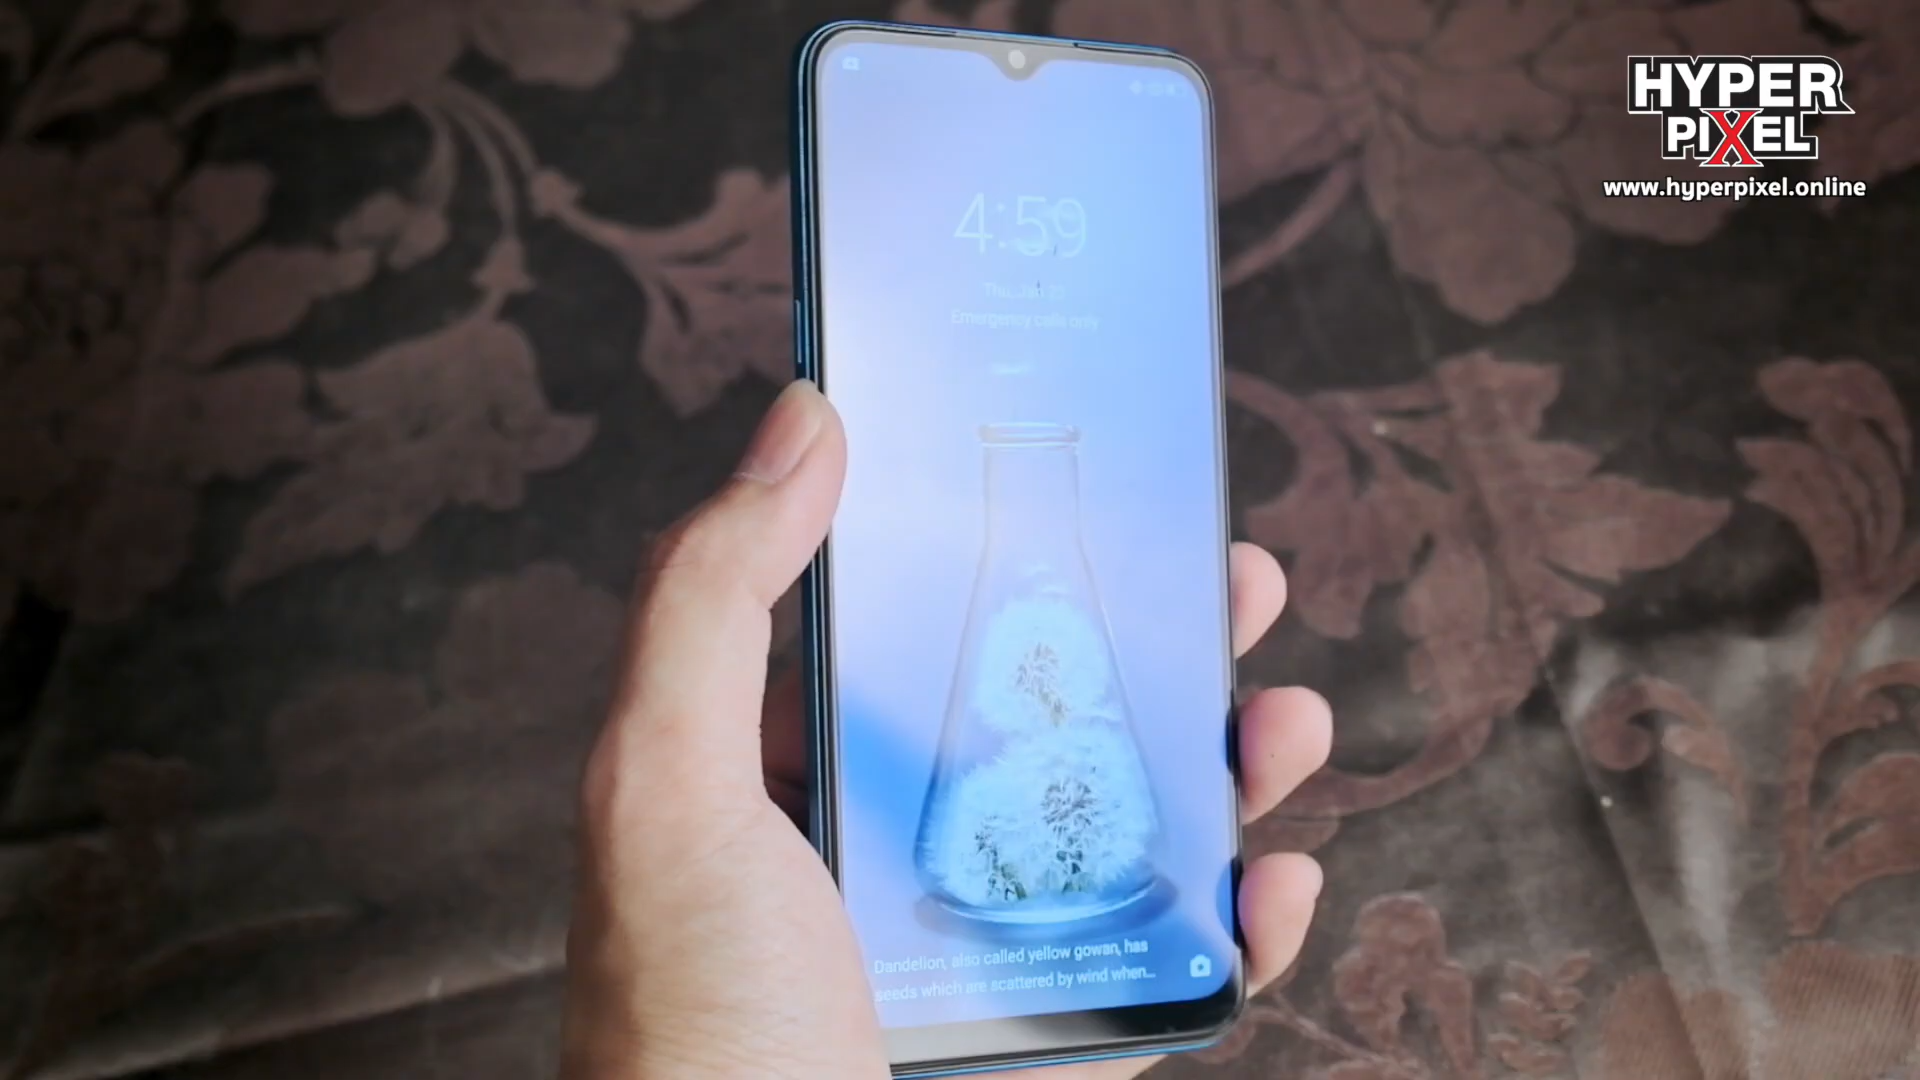 HYPER
PIXEL
www.hyperpixel.online
4:59
Emergency calls only
Dandelion, also called yellow gowan, has
seeds which are scattered by wind when...